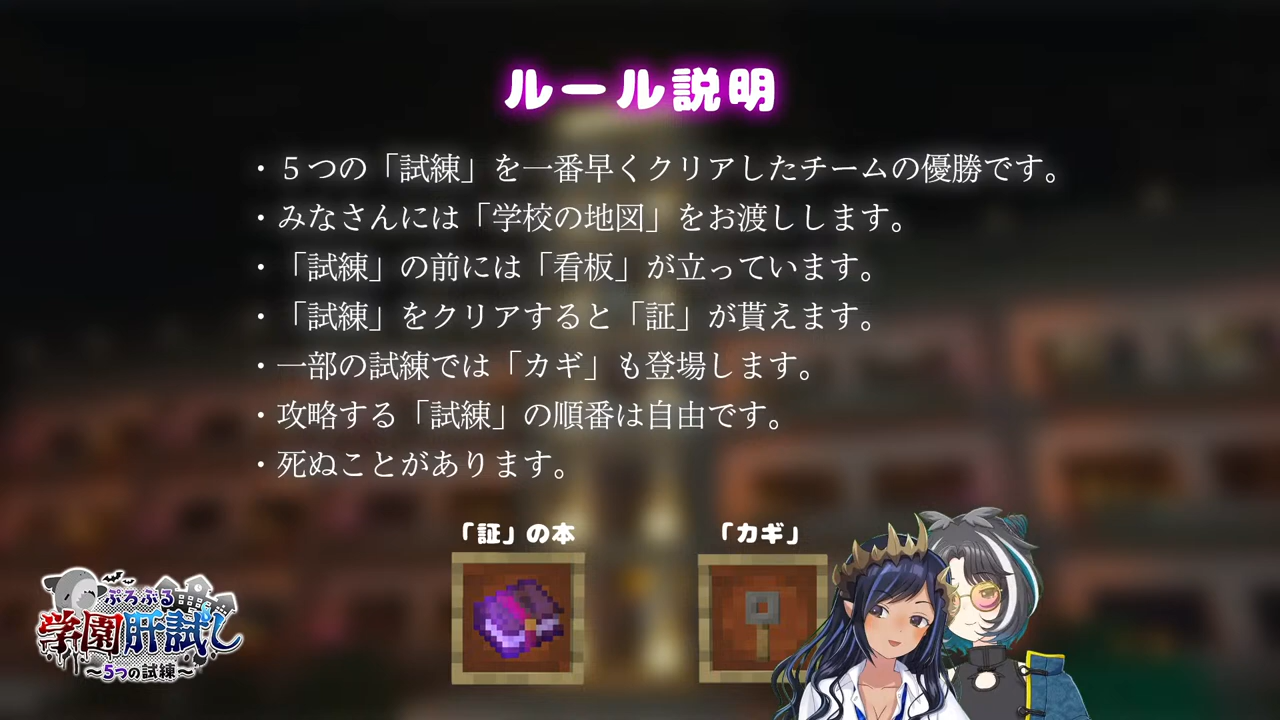 ルール説明
・５つの「試練」を一番早くクリアしたチームの優勝です。
・みなさんには「学校の地図」をお渡しします。
・「試練」の前には「看板」が立っています。
・「試練」をクリアすると「証」が貰えます。
・一部の試練では「カギ」も登場します。
・攻略する「試練」の順番は自由です。
・死ぬことがあります。
「証」の本
「カギ」
ぷろぷる
学園肝試し
～5つの試練～